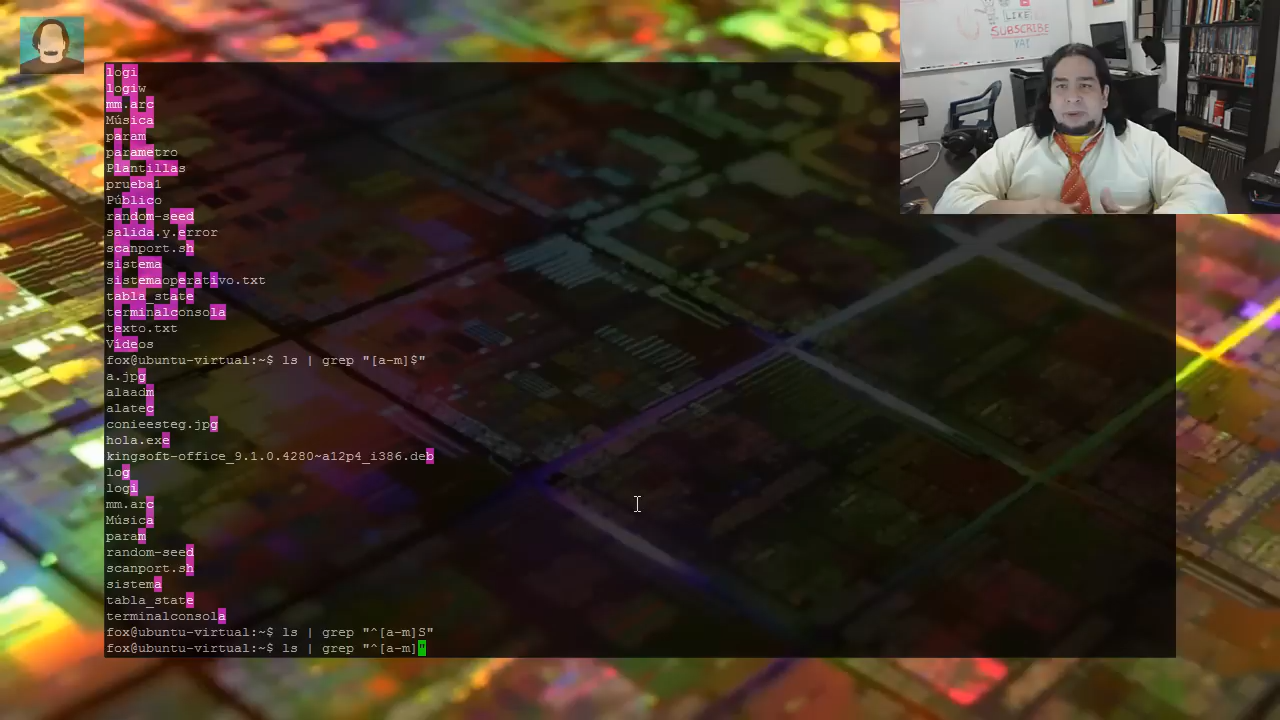 LIKE
SUBSCRIBE
YAI
logi
logiw
mm.arc
Música
param
parametro
Plantillas
prueba1
Público
random-seed
salida.y.error
scanport.sh
sistema
sistemaoperativo.txt
tabla_state
terminalconsola
texto.txt
Vídeos
fox@ubuntu-virtual:~$ ls | grep "[a-m]$"
a.jpg
alaadm
alatec
conieesteg.jpg
hola.exe
kingsoft-office_9.1.0.4280~a12p4_i386.deb
log
logi
mm.arc
Música
param
random-seed
scanport.sh
sistema
tabla_state
terminalconsola
fox@ubuntu-virtual:~$ ls | grep "^[a-m]S"
fox@ubuntu-virtual:~$ ls | grep "^[a-m]"